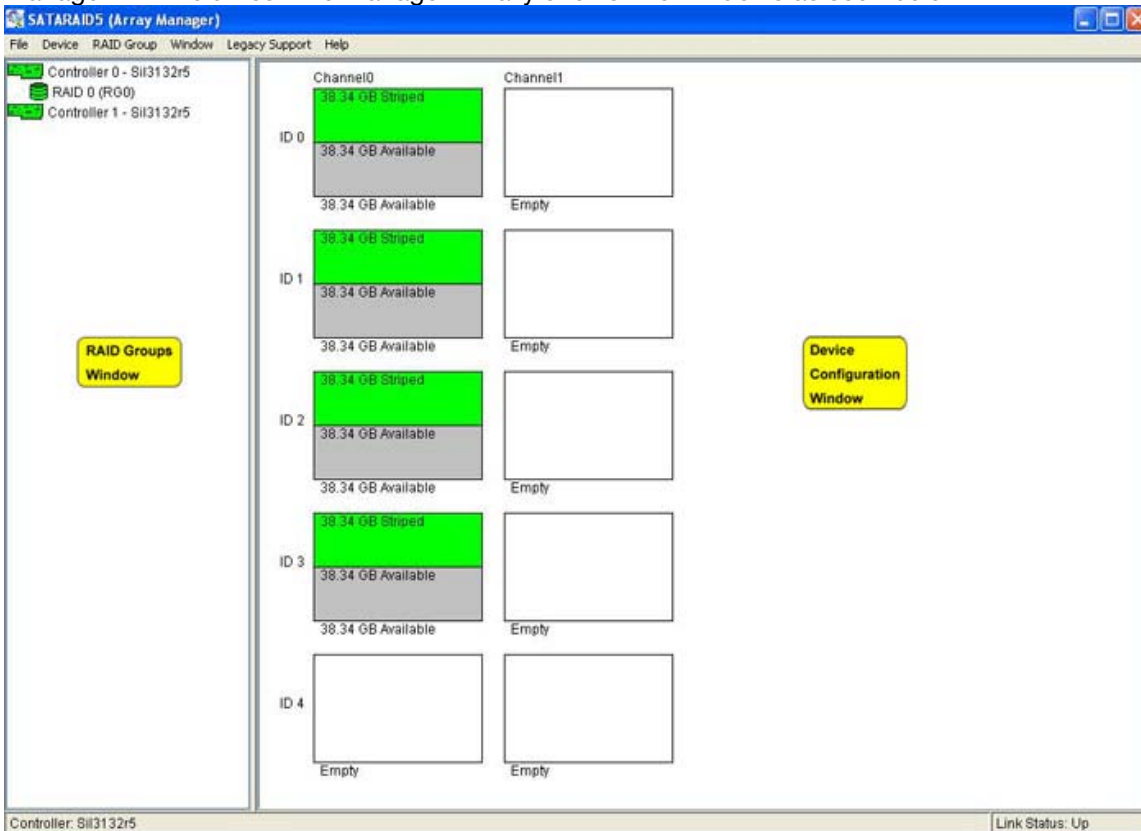 SATARAID5 (Array Manager)
File Device RAID Group Window Legacy Support Help
Controller 0 - SiI3132r5
RAID 0 (RG0)
Controller 1 - SiI3132r5
Channel0 Channel1
38.34 GB Striped
ID 0
38.34 GB Available
38.34 GB Available Empty
38.34 GB Striped
ID 1
38.34 GB Available
38.34 GB Available Empty
RAID Groups
Window
Device
Configuration
Window
38.34 GB Striped
ID 2
38.34 GB Available
38.34 GB Available Empty
38.34 GB Striped
ID 3
38.34 GB Available
38.34 GB Available Empty
ID 4
Empty Empty
Controller: SiI3132r5 Link Status: Up